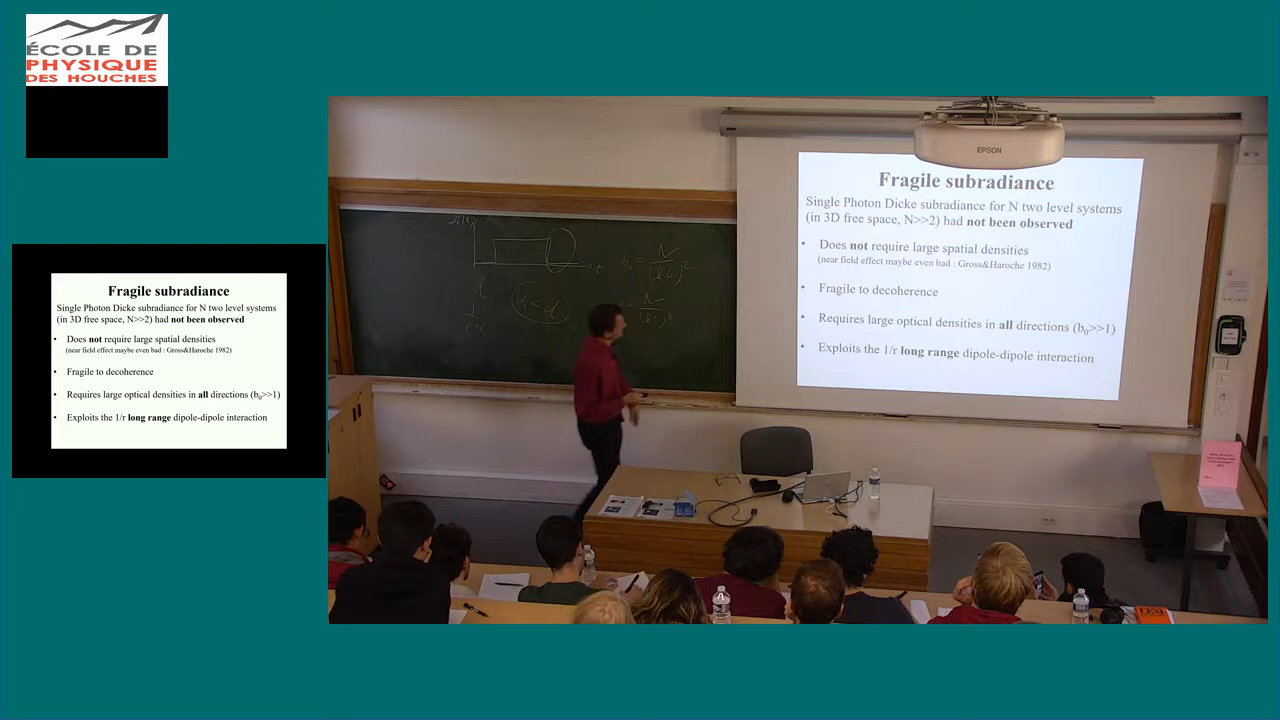 ÉCOLE DE
PHYSIQUE
DES HOUCHES
Fragile subradiance
Single Photon Dicke subradiance for N two level systems
(in 3D free space, N>>2) had not been observed
• Does not require large spatial densities
(near field effect maybe even bad : Gross&Haroche 1982)
• Fragile to decoherence
• Requires large optical densities in all directions (b₀>>1)
• Exploits the 1/r long range dipole-dipole interaction
EPSON
Fragile subradiance
Single Photon Dicke subradiance for N two level systems
(in 3D free space, N>>2) had not been observed
• Does not require large spatial densities
(near field effect maybe even bad : Gross&Haroche 1982)
• Fragile to decoherence
• Requires large optical densities in all directions (b₀>>1)
• Exploits the 1/r long range dipole-dipole interaction